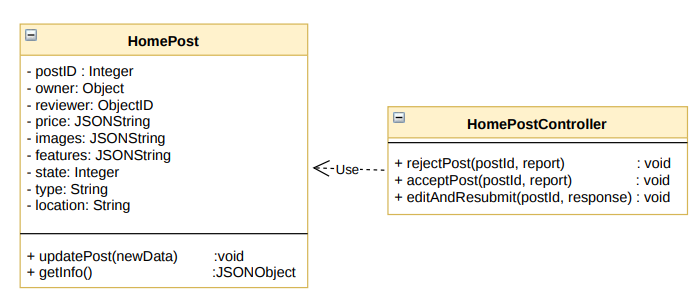 HomePost
- postID : Integer
- owner: Object
- reviewer: ObjectID
- price: JSONString
- images: JSONString
- features: JSONString
- state: Integer
- type: String
- location: String
+ updatePost(newData) :void
+ getInfo() :JSONObject
Use
HomePostController
+ rejectPost(postId, report) : void
+ acceptPost(postId, report) : void
+ editAndResubmit(postId, response) : void